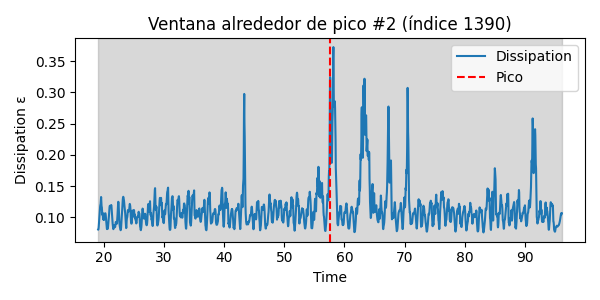 Ventana alrededor de pico #2 (índice 1390)
Dissipation ε
0.35
0.30
0.25
0.20
0.15
0.10
Dissipation
Pico
20 30 40 50 60 70 80 90
Time